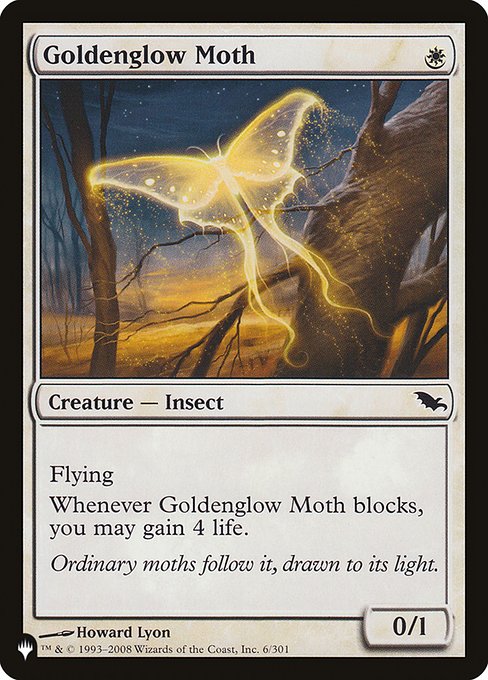 Goldenglow Moth
Creature — Insect
Flying
Whenever Goldenglow Moth blocks,
you may gain 4 life.
Ordinary moths follow it, drawn to its light.
0/1
Howard Lyon
™ & © 1993–2008 Wizards of the Coast, Inc. 6/301